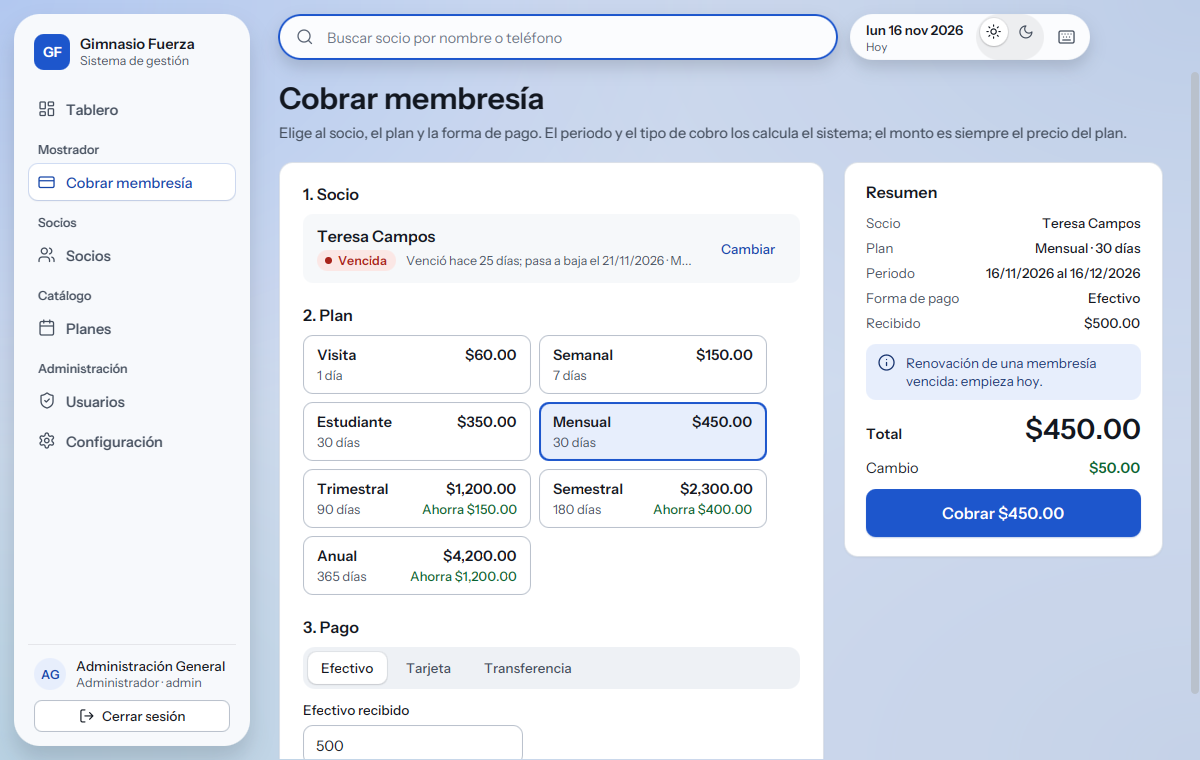 GF
Gimnasio Fuerza
Sistema de gestión
Tablero
Mostrador
Cobrar membresía
Socios
Socios
Catálogo
Planes
Administración
Usuarios
Configuración
AG
Administración General
Administrador · admin
Cerrar sesión
Buscar socio por nombre o teléfono
lun 16 nov 2026
Hoy
Cobrar membresía
Elige al socio, el plan y la forma de pago. El periodo y el tipo de cobro los calcula el sistema; el monto es siempre el precio del plan.
1. Socio
Teresa Campos
Vencida Venció hace 25 días; pasa a baja el 21/11/2026 · M...
Cambiar
2. Plan
Visita $60.00
1 día
Semanal $150.00
7 días
Estudiante $350.00
30 días
Mensual $450.00
30 días
Trimestral $1,200.00
90 días Ahorra $150.00
Semestral $2,300.00
180 días Ahorra $400.00
Anual $4,200.00
365 días Ahorra $1,200.00
3. Pago
Efectivo Tarjeta Transferencia
Efectivo recibido
500
Resumen
Socio Teresa Campos
Plan Mensual · 30 días
Periodo 16/11/2026 al 16/12/2026
Forma de pago Efectivo
Recibido $500.00
Renovación de una membresía
vencida: empieza hoy.
Total $450.00
Cambio $50.00
Cobrar $450.00